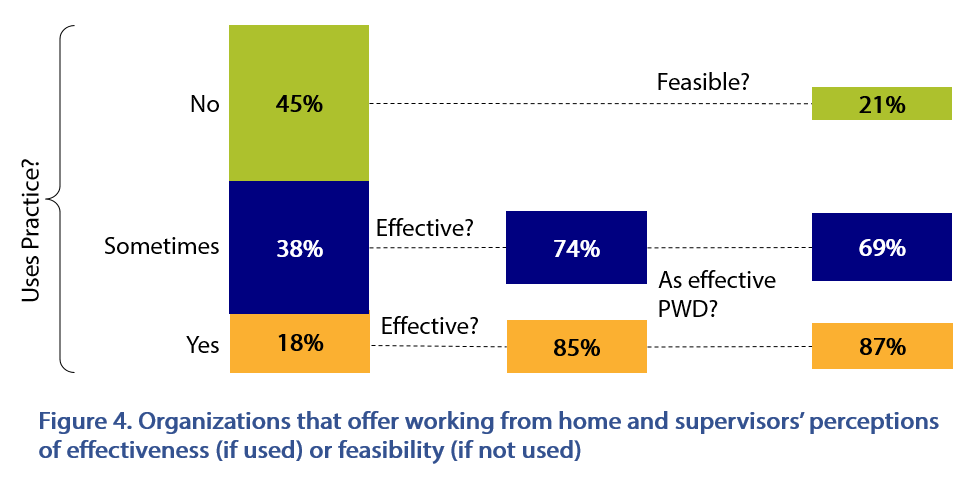 Uses Practice?
No
45%
Feasible?
21%
Sometimes
38%
Effective?
74%
69%
As effective
PWD?
Yes
18%
Effective?
85%
87%
Figure 4. Organizations that offer working from home and supervisors’ perceptions
of effectiveness (if used) or feasibility (if not used)